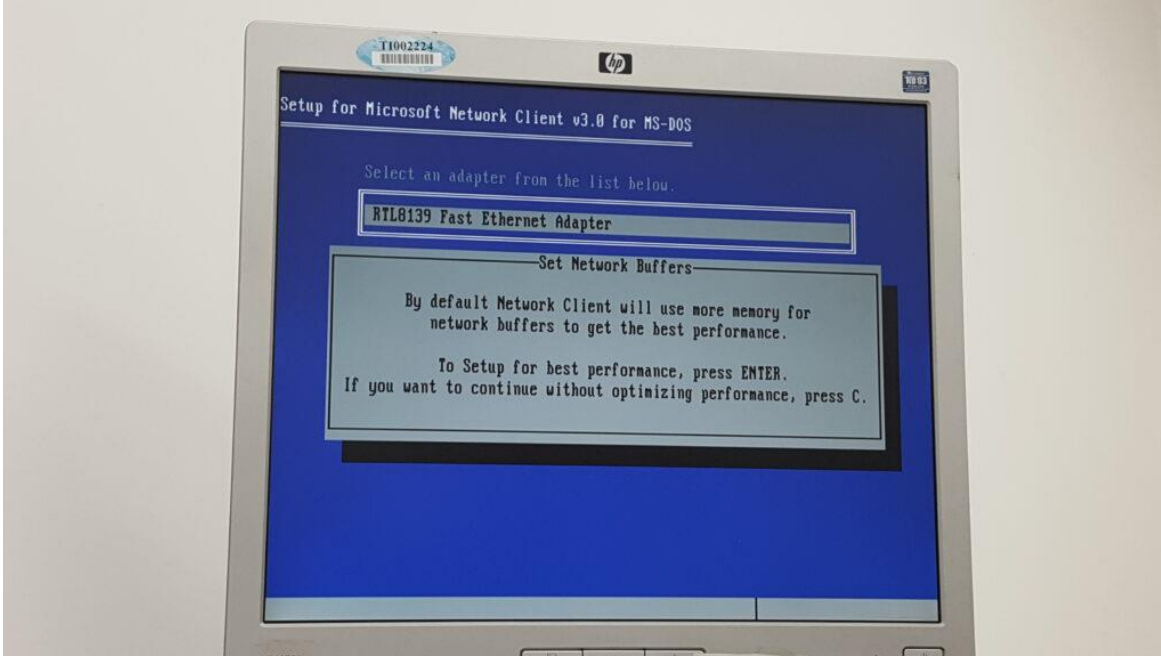 TI002224
hp
Setup for Microsoft Network Client v3.0 for MS-DOS
Select an adapter from the list below.
RTL8139 Fast Ethernet Adapter
Set Network Buffers
By default Network Client will use more memory for
network buffers to get the best performance.
To Setup for best performance, press ENTER.
If you want to continue without optimizing performance, press C.